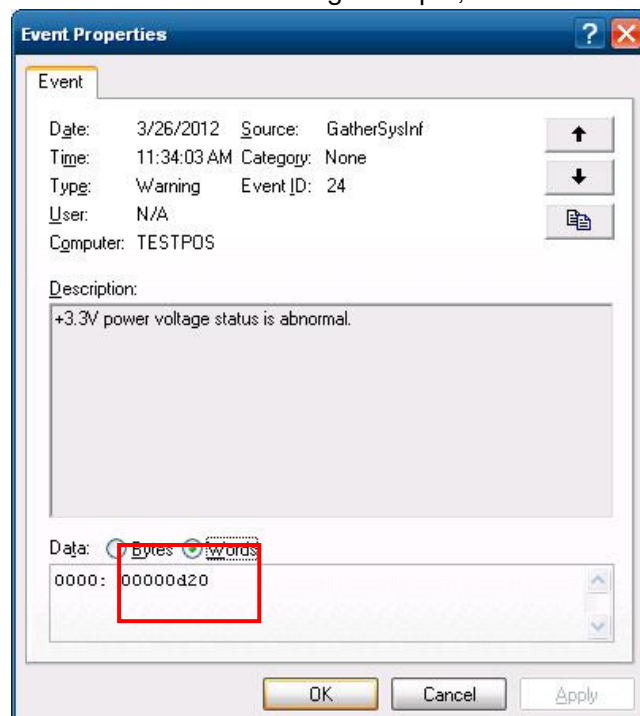 Event Properties
Event
Date: 3/26/2012 Source: GatherSysInf
Time: 11:34:03 AM Category: None
Type: Warning Event ID: 24
User: N/A
Computer: TESTPOS
Description:
+3.3V power voltage status is abnormal.
Data: Bytes Words
0000: 00000d20
OK Cancel Apply